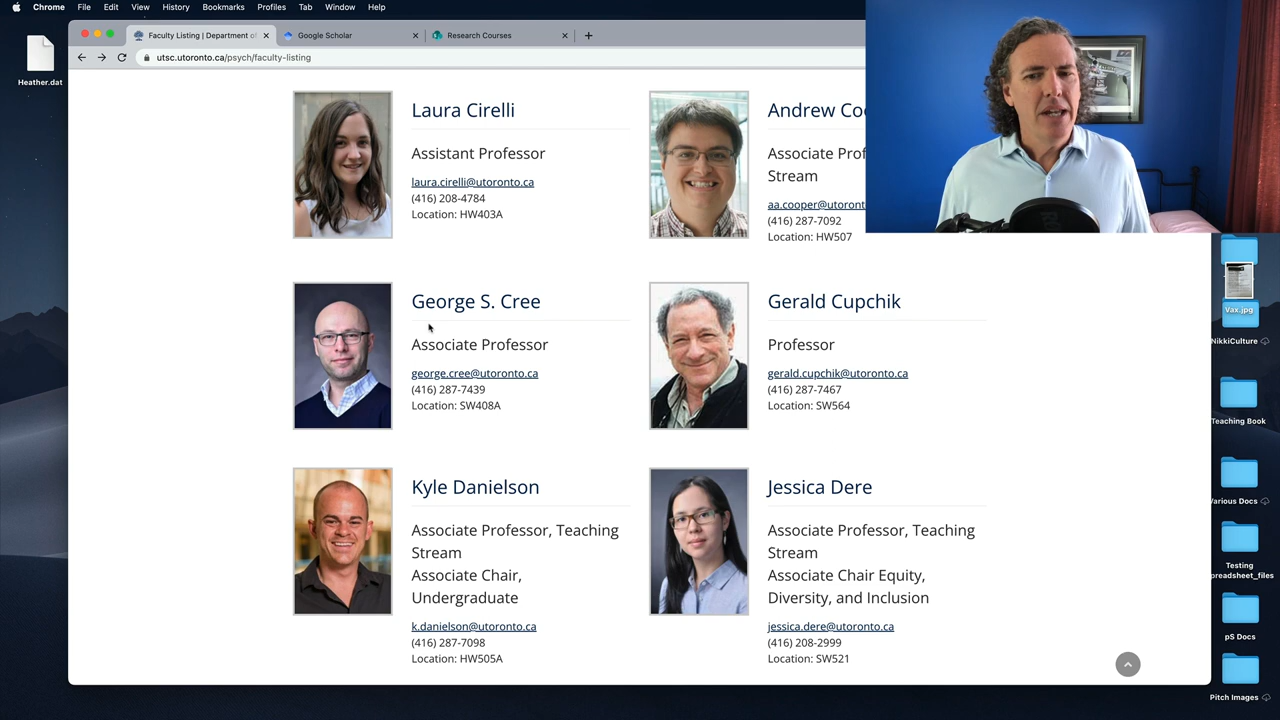 Chrome File Edit View History Bookmarks Profiles Tab Window Help
Faculty Listing | Department of
Google Scholar
Research Courses
utsc.utoronto.ca/psych/faculty-listing
Heather.dat
Laura Cirelli
Assistant Professor
laura.cirelli@utoronto.ca
(416) 208-4784
Location: HW403A
Andrew Coo
Associate Prof
Stream
aa.cooper@utoront
(416) 287-7092
Location: HW507
George S. Cree
Associate Professor
george.cree@utoronto.ca
(416) 287-7439
Location: SW408A
Gerald Cupchik
Professor
gerald.cupchik@utoronto.ca
(416) 287-7467
Location: SW564
Kyle Danielson
Associate Professor, Teaching
Stream
Associate Chair,
Undergraduate
k.danielson@utoronto.ca
(416) 287-7098
Location: HW505A
Jessica Dere
Associate Professor, Teaching
Stream
Associate Chair Equity,
Diversity, and Inclusion
jessica.dere@utoronto.ca
(416) 208-2999
Location: SW521
Vax.jpg
NikkiCulture
Teaching Book
Various Docs
Testing
preadsheet_files
pS Docs
Pitch Images